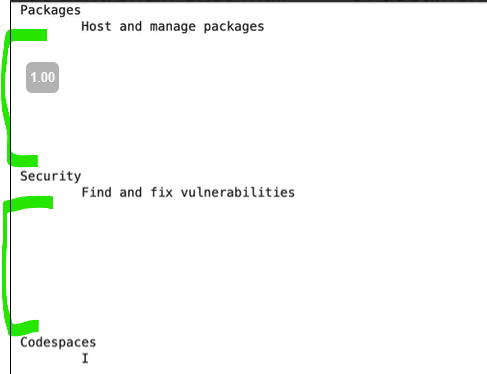 Packages
Host and manage packages
1.00
Security
Find and fix vulnerabilities
Codespaces